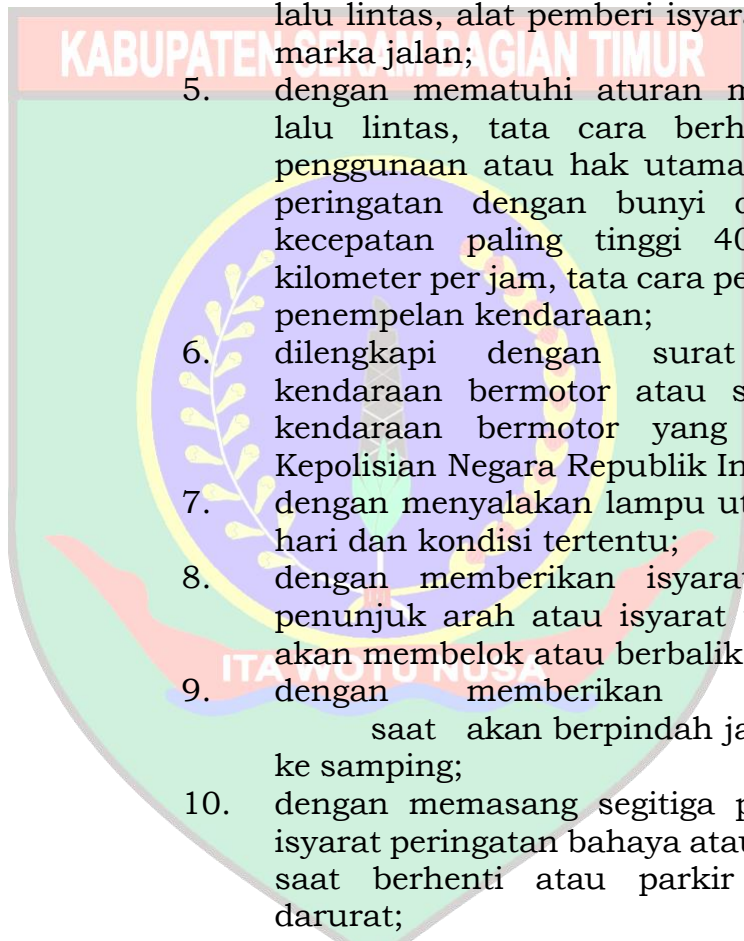 lalu lintas, alat pemberi isyar
KABUPATEN SERAM BAGIAN TIMUR
marka jalan;
5. dengan mematuhi aturan
lalu lintas, tata cara berh
penggunaan atau hak utama
peringatan dengan bunyi
kecepatan paling tinggi 40
kilometer per jam, tata cara pe
penempelan kendaraan;
6. dilengkapi dengan surat
kendaraan bermotor atau s
kendaraan bermotor yang
Kepolisian Negara Republik In
7. dengan menyalakan lampu ut
hari dan kondisi tertentu;
8. dengan memberikan isyarat
penunjuk arah atau isyarat
akan membelok atau berbalik
ITA WOTU NUSA
9. dengan memberikan
saat akan berpindah ja
ke samping;
10. dengan memasang segitiga p
isyarat peringatan bahaya atau
saat berhenti atau parkir
darurat;